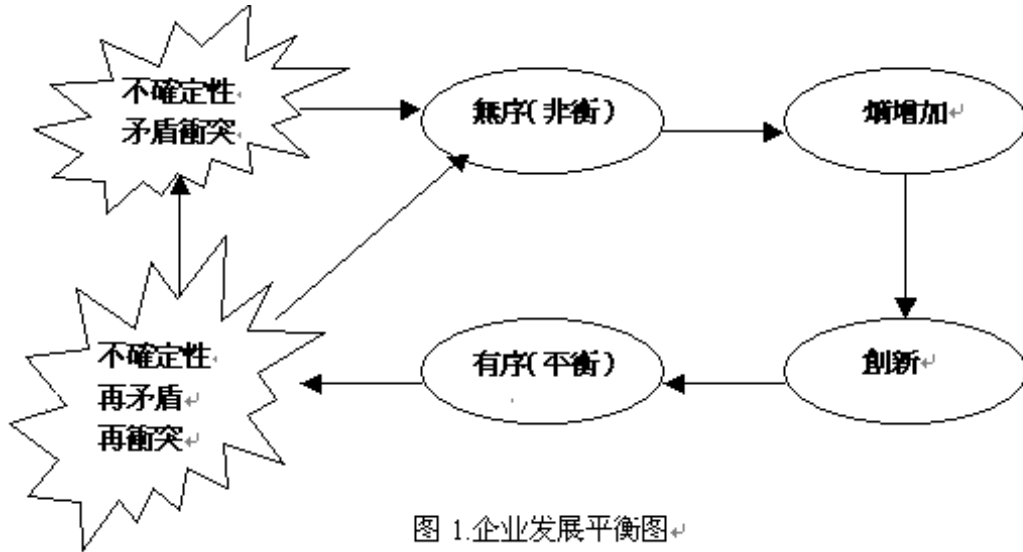 不確定性
矛盾衝突
無序(非衡)
熵增加
不確定性
再矛盾
再衝突
有序(平衡)
創新
图 1.企业发展平衡图